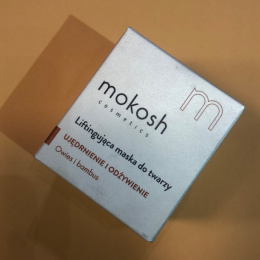 m
mokosh
cosmetics
Liftingująca maska do twarzy
UJĘDRNIENIE I ODŻYWIENIE
Owies i bambus